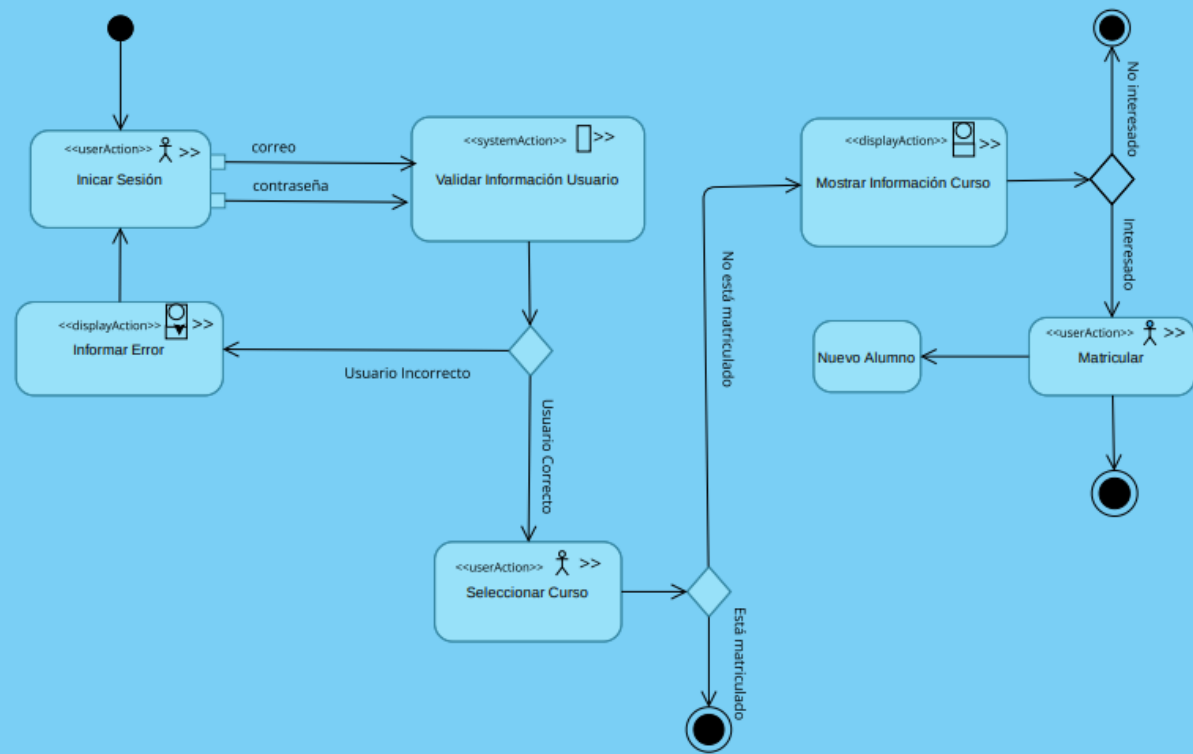 <<userAction>> >>
Inicar Sesión
correo
contraseña
<<systemAction>> >>
Validar Información Usuario
<<displayAction>> >>
Informar Error
Usuario Incorrecto
Usuario Correcto
<<userAction>> >>
Seleccionar Curso
No está matriculado
Está matriculado
<<displayAction>> >>
Mostrar Información Curso
No interesado
Interesado
<<userAction>> >>
Matricular
Nuevo Alumno